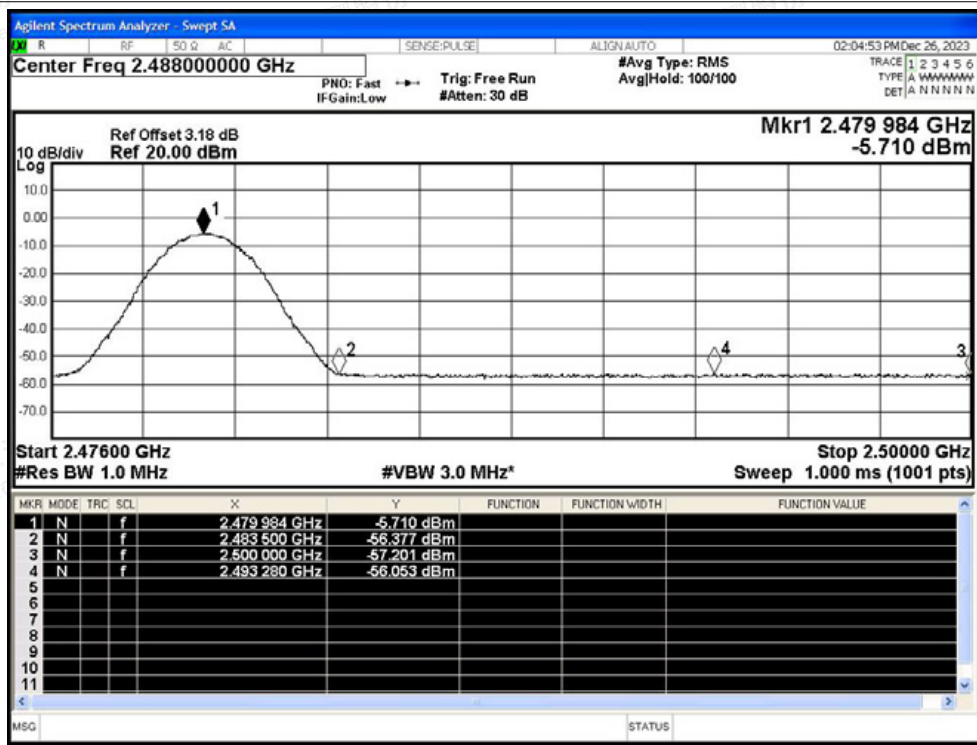 Agilent Spectrum Analyzer - Swept SA
R RF 50 Ω AC SENSE:PULSE ALIGNAUTO 02:04:53 PM Dec 26, 2023
Center Freq 2.488000000 GHz
PNO: Fast
IFGain:Low
Trig: Free Run
#Atten: 30 dB
#Avg Type: RMS
Avg|Hold: 100/100
TRACE 1 2 3 4 5 6
TYPE A WWWWW
DET A N N N N N
Mkr1 2.479 984 GHz
-5.710 dBm
Ref Offset 3.18 dB
10 dB/div Ref 20.00 dBm
Log
10.0
0.00
-10.0
-20.0
-30.0
-40.0
-50.0
-60.0
-70.0
1
2
4
3
Start 2.47600 GHz Stop 2.50000 GHz
#Res BW 1.0 MHz #VBW 3.0 MHz* Sweep 1.000 ms (1001 pts)
MKR MODE TRC SCL X Y FUNCTION FUNCTION WIDTH FUNCTION VALUE
1 N f 2.479 984 GHz -5.710 dBm
2 N f 2.483 500 GHz -56.377 dBm
3 N f 2.500 000 GHz -57.201 dBm
4 N f 2.493 280 GHz -56.053 dBm
5
6
7
8
9
10
11
MSG STATUS